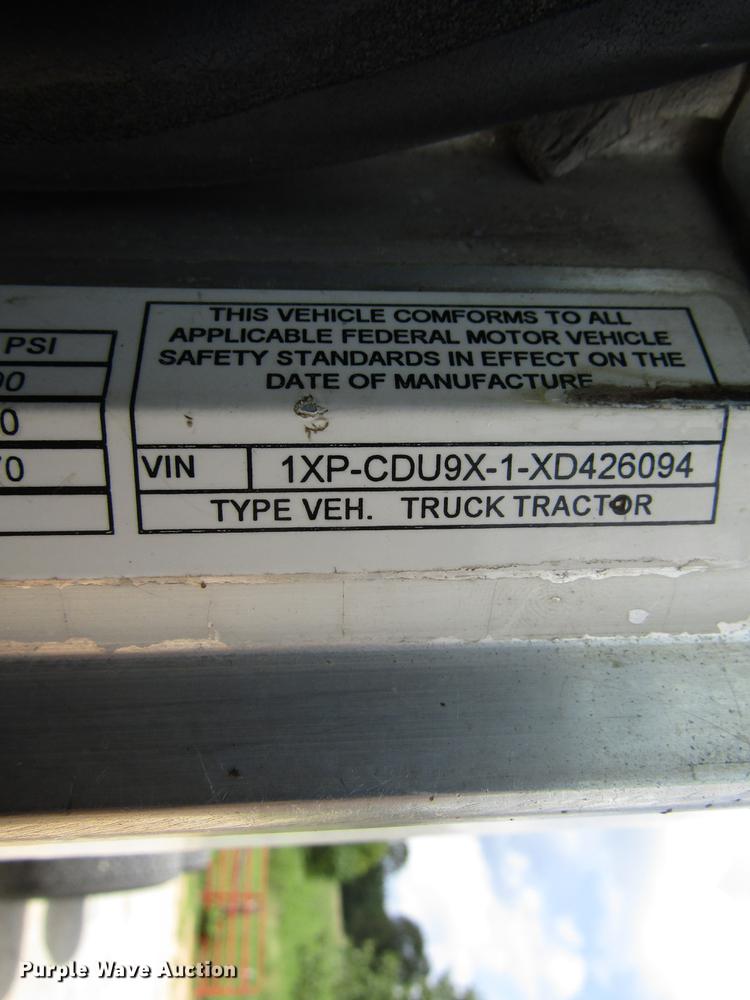 PSI
0
70
THIS VEHICLE COMFORMS TO ALL
APPLICABLE FEDERAL MOTOR VEHICLE
SAFETY STANDARDS IN EFFECT ON THE
DATE OF MANUFACTURE
VIN 1XP-CDU9X-1-XD426094
TYPE VEH. TRUCK TRACTOR
Purple Wave Auction